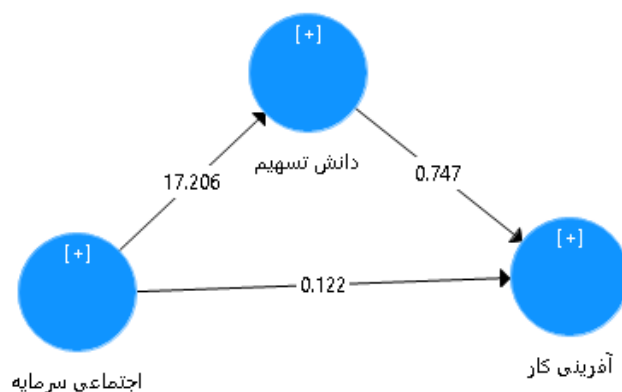 [+]
دانش تسهیم
17.206
0.747
[+]
[+]
0.122
اجتماعی سرمایه
آفرینی کار